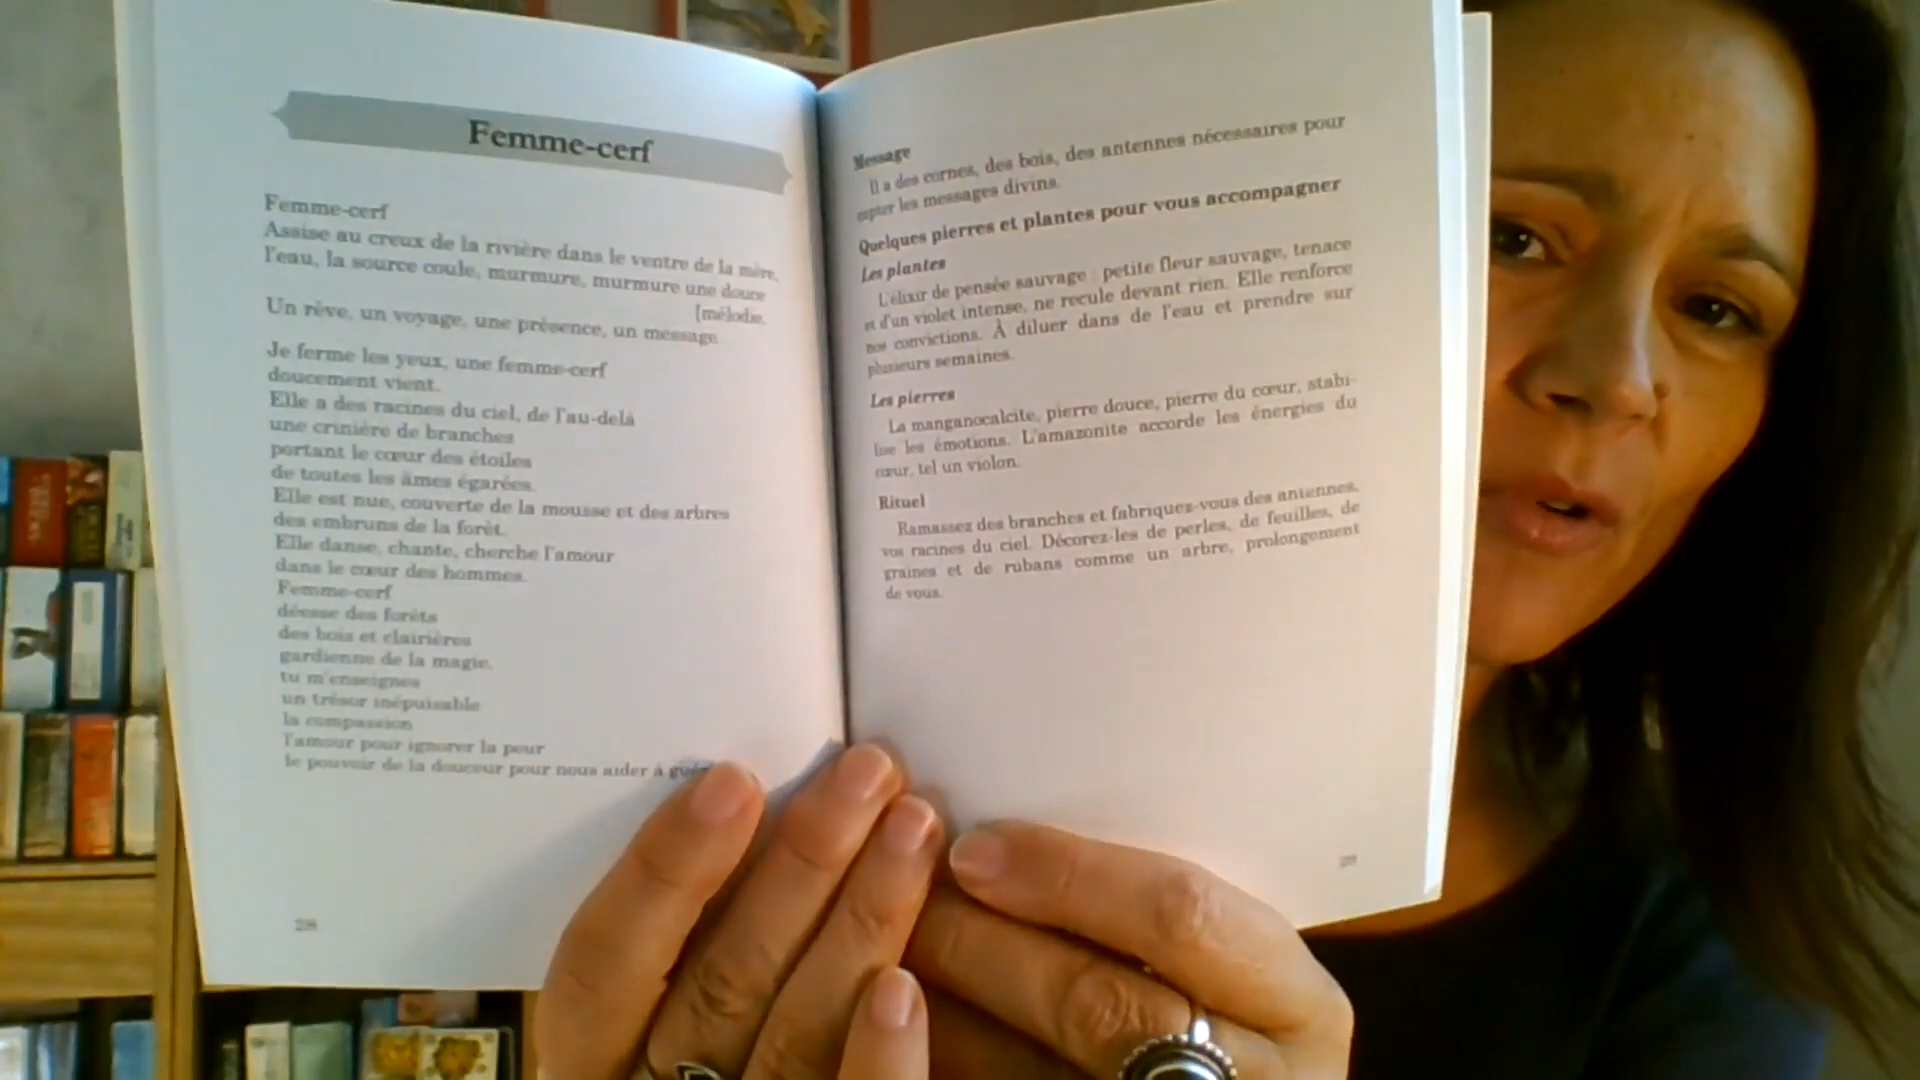 Femme-cerf
Femme-cerf
Assise au creux de la rivière dans le ventre de la mère,
l'eau, la source coule, murmure, murmure une douce
[mélodie.
Un rêve, un voyage, une présence, un message.
Je ferme les yeux, une femme-cerf
doucement vient.
Elle a des racines du ciel, de l'au-delà
une crinière de branches
portant le cœur des étoiles
de toutes les âmes égarées.
Elle est nue, couverte de la mousse et des arbres
des embruns de la forêt.
Elle danse, chante, cherche l'amour
dans le cœur des hommes.
Femme-cerf
déesse des forêts
des bois et clairières
gardienne de la magie,
tu m'enseignes
un trésor inépuisable
la compassion
l'amour pour ignorer la peur
le pouvoir de la douceur pour nous aider à
28
Message
Il a des cornes, des bois, des antennes nécessaires pour
capter les messages divins.
Quelques pierres et plantes pour vous accompagner
Les plantes
L'élixir de pensée sauvage : petite fleur sauvage, tenace
et d'un violet intense, ne recule devant rien. Elle renforce
nos convictions. À diluer dans de l'eau et prendre sur
plusieurs semaines.
Les pierres
La manganocalcite, pierre douce, pierre du cœur, stabi-
lise les émotions. L'amazonite accorde les énergies du
cœur, tel un violon.
Rituel
Ramassez des branches et fabriquez-vous des antennes,
vos racines du ciel. Décorez-les de perles, de feuilles, de
graines et de rubans comme un arbre, prolongement
de vous.
29